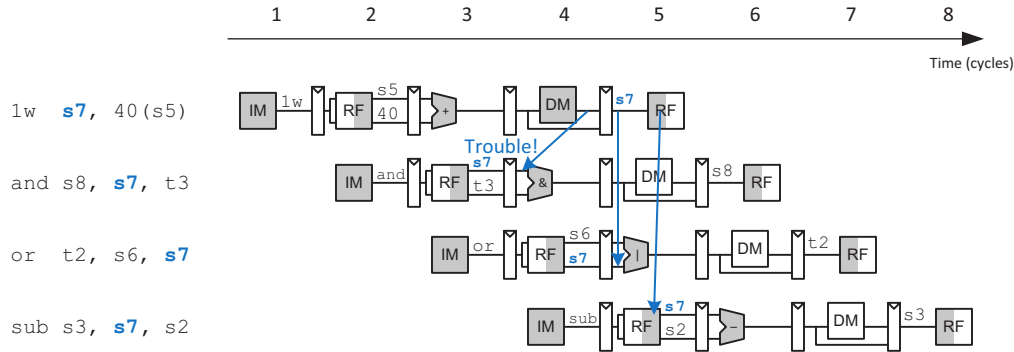 1 2 3 4 5 6 7 8
Time (cycles)
lw s7, 40(s5) IM lw RF s5 40 + DM s7 RF
Trouble!
and s8, s7, t3 IM and RF s7 t3 & DM s8 RF
or t2, s6, s7 IM or RF s6 s7 | DM t2 RF
sub s3, s7, s2 IM sub RF s7 s2 - DM s3 RF